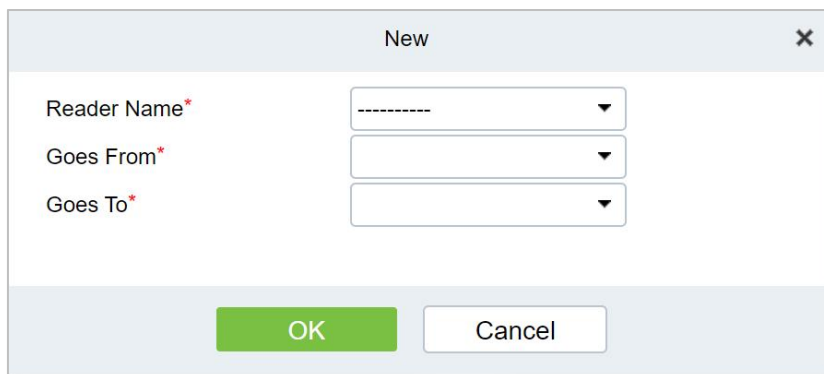 New
Reader Name* ----------
Goes From*
Goes To*
OK Cancel